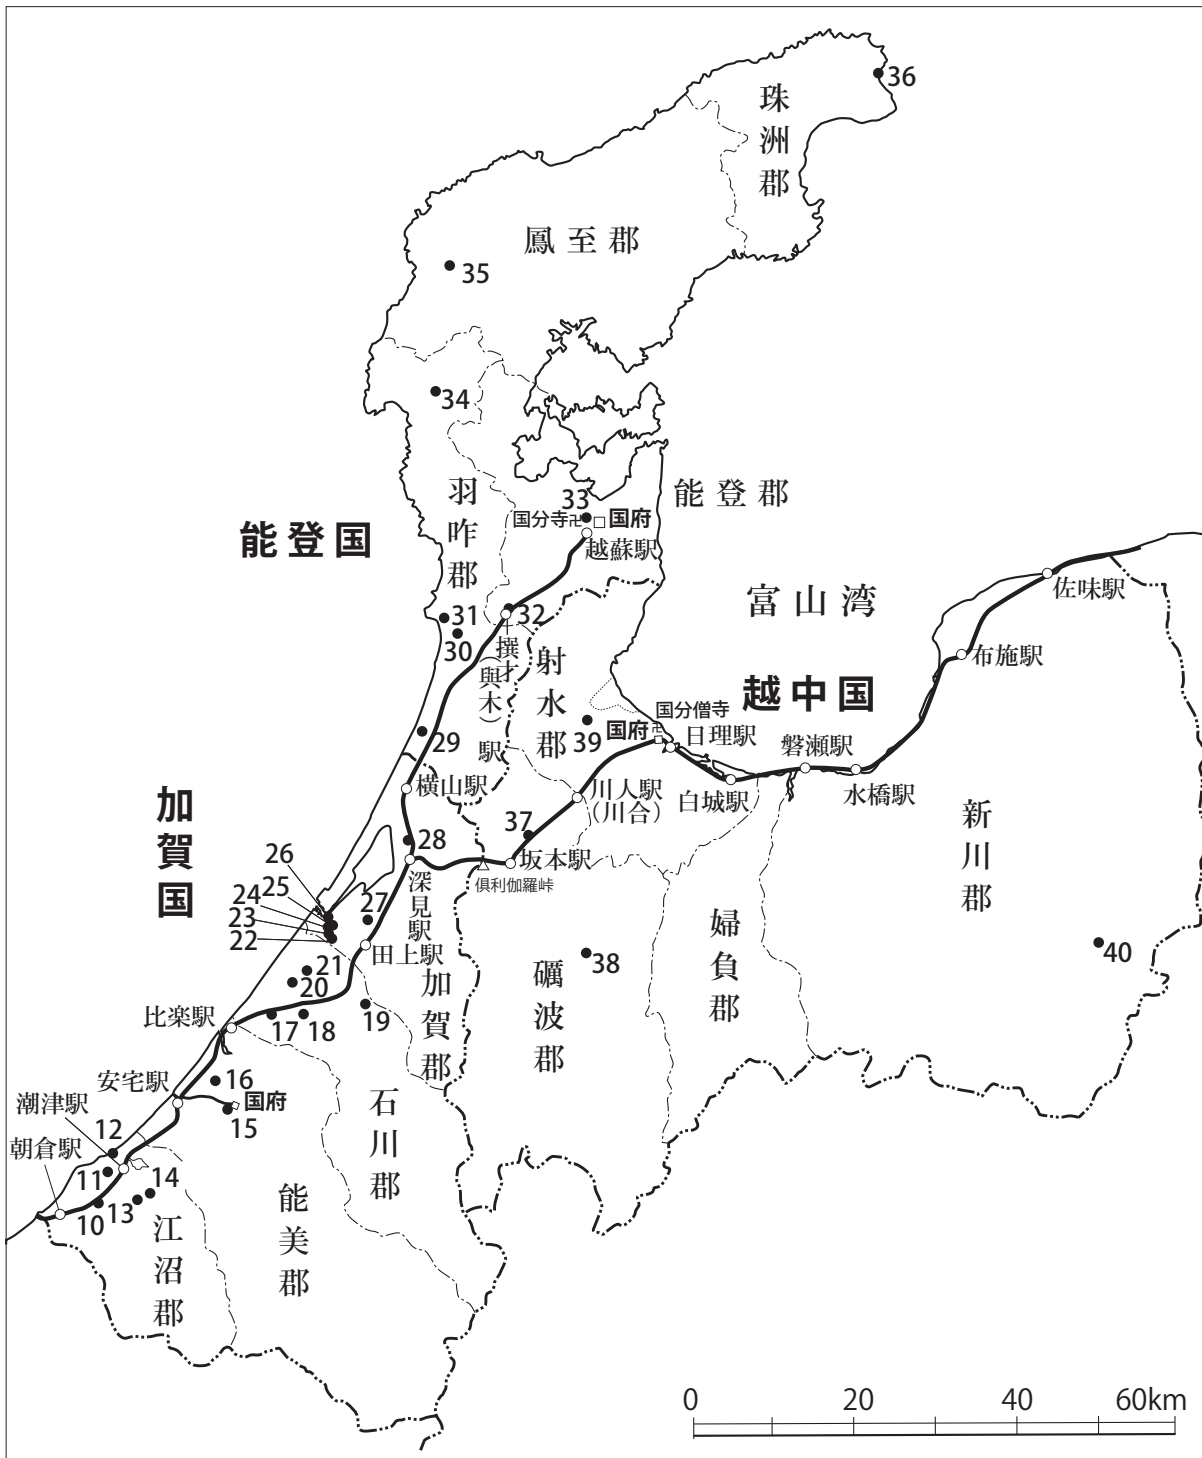 36
珠洲郡
鳳至郡
35
34
羽咋郡
能登郡
33
国分寺卍
国府
能登国
越蘇駅
富山湾
佐味駅
31
32
30
撰才
(與木)駅
射水郡
布施駅
越中国
国分僧寺
卍
国府
39
日理駅
磐瀬駅
29
横山駅
川人駅
(川合)
白城駅
水橋駅
加賀国
新川郡
28
37
坂本駅
倶利伽羅峠
26
25
24
23
22
27
深見駅
田上駅
婦負郡
40
21
20
加賀郡
礪波郡
38
比楽駅
17
18
19
安宅駅
16
国府
15
石川郡
潮津駅
12
朝倉駅
11
14
13
10
江沼郡
能美郡
0
20
40
60km